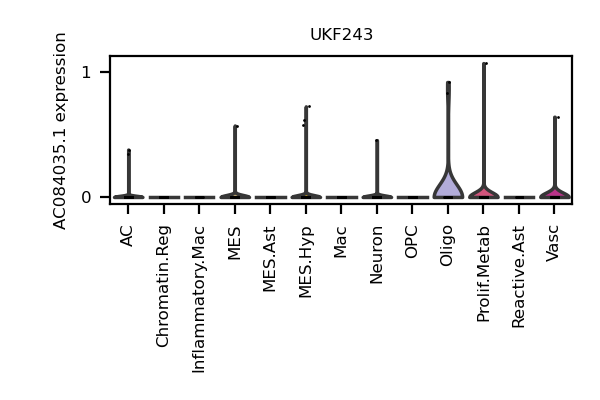 UKF243
AC084035.1 expression
1
0
AC
Chromatin.Reg
Inflammatory.Mac
MES
MES.Ast
MES.Hyp
Mac
Neuron
OPC
Oligo
Prolif.Metab
Reactive.Ast
Vasc